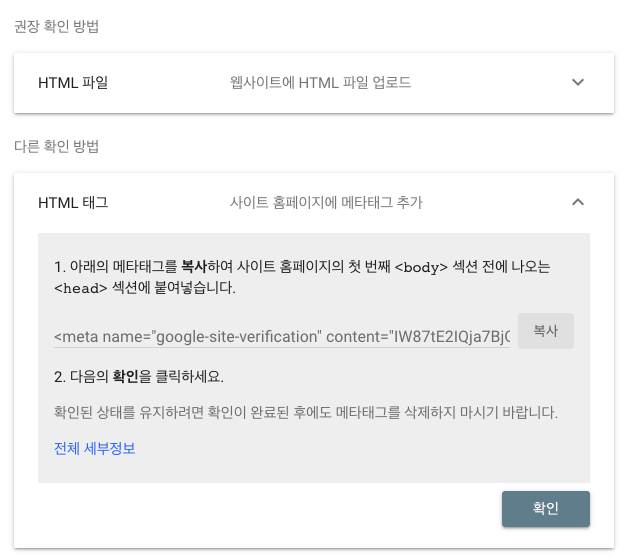 권장 확인 방법
HTML 파일 웹사이트에 HTML 파일 업로드
다른 확인 방법
HTML 태그 사이트 홈페이지에 메타태그 추가
1. 아래의 메타태그를 복사하여 사이트 홈페이지의 첫 번째 <body> 섹션 전에 나오는
<head> 섹션에 붙여넣습니다.
<meta name="google-site-verification" content="IW87tE2IQja7Bj 복사
2. 다음의 확인을 클릭하세요.
확인된 상태를 유지하려면 확인이 완료된 후에도 메타태그를 삭제하지 마시기 바랍니다.
전체 세부정보
확인